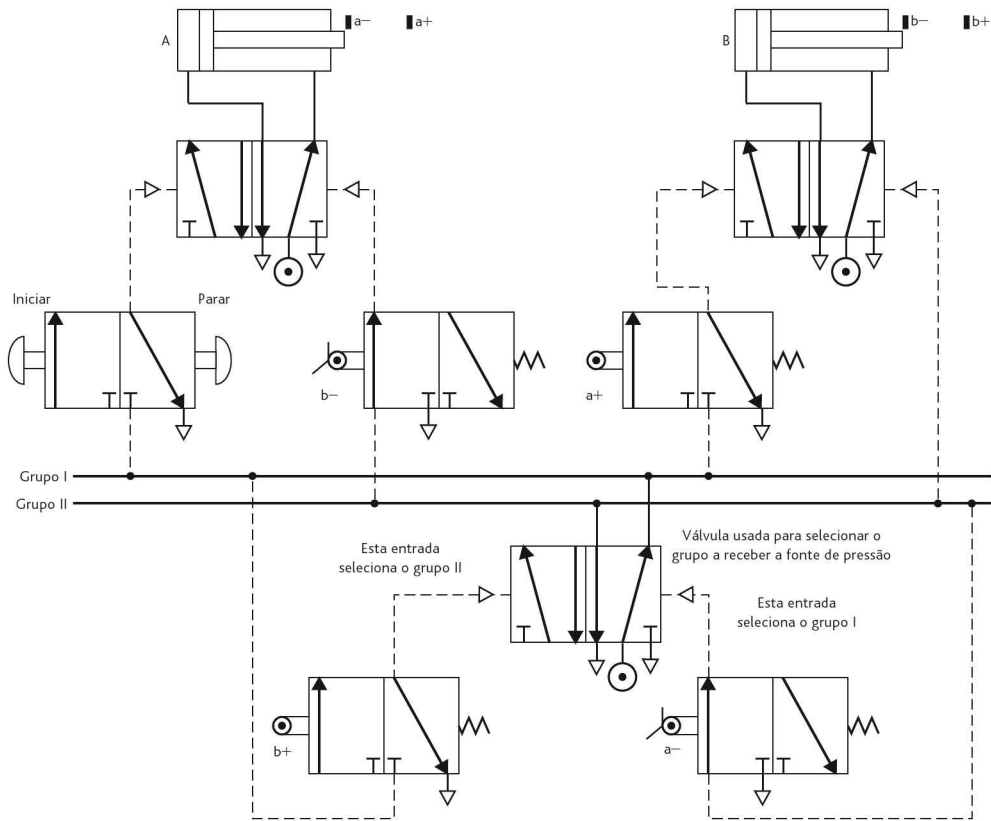 a−
a+
A
b−
b+
B
Iniciar
Parar
b−
a+
Grupo I
Grupo II
Esta entrada
seleciona o grupo II
Válvula usada para selecionar o
grupo a receber a fonte de pressão
Esta entrada
seleciona o grupo I
b+
a−